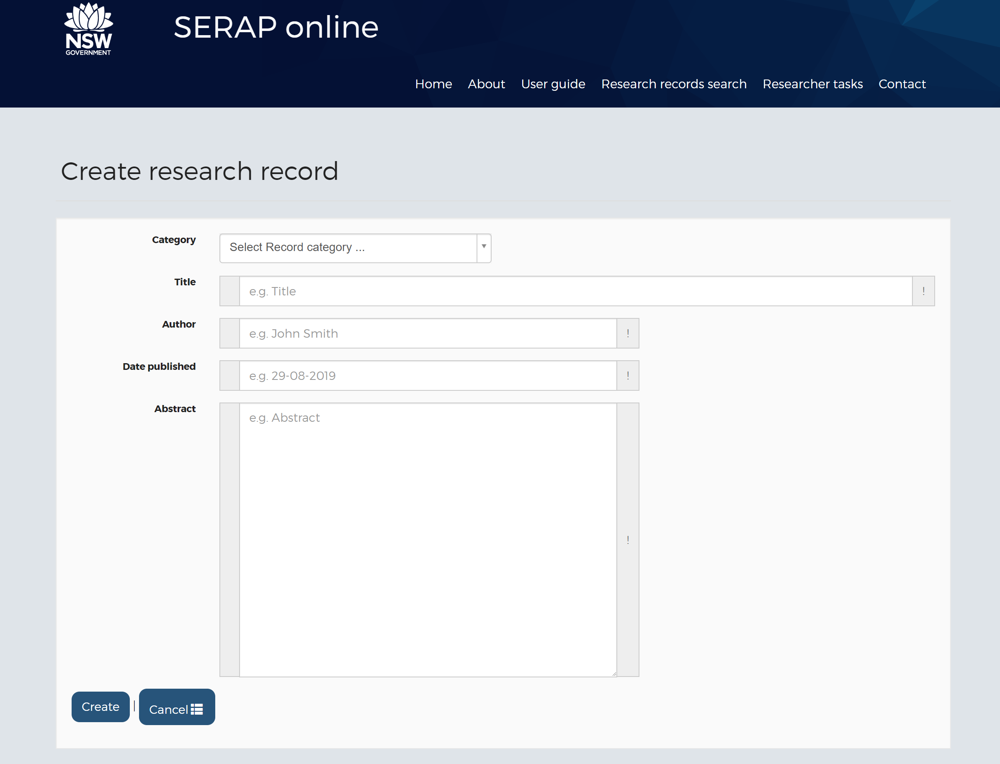 NSW
GOVERNMENT
SERAP online
Home About User guide Research records search Researcher tasks Contact
Create research record
Category Select Record category ...
Title e.g. Title !
Author e.g. John Smith !
Date published e.g. 29-08-2019 !
Abstract e.g. Abstract
!
Create | Cancel